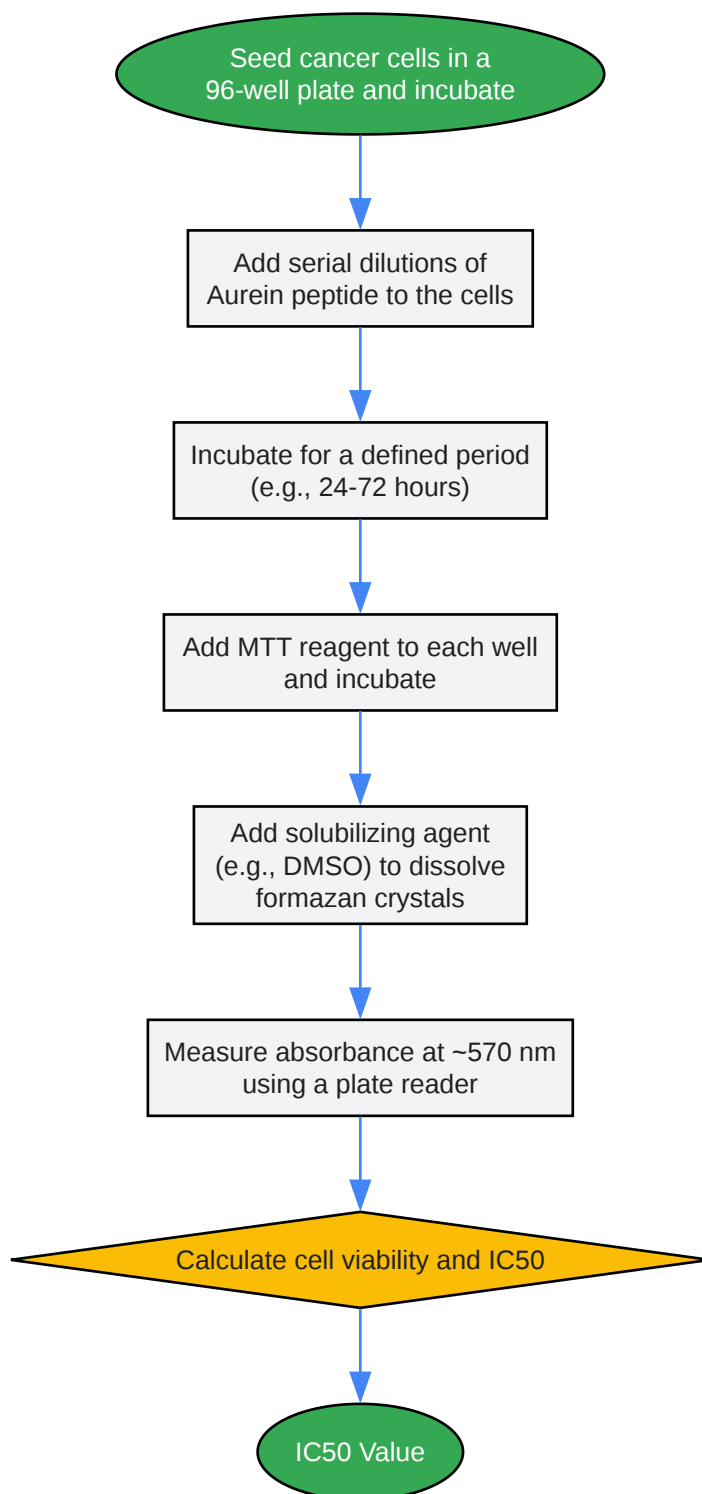 Seed cancer cells in a
96-well plate and incubate
Add serial dilutions of
Aurein peptide to the cells
Incubate for a defined period
(e.g., 24-72 hours)
Add MTT reagent to each well
and incubate
Add solubilizing agent
(e.g., DMSO) to dissolve
formazan crystals
Measure absorbance at ~570 nm
using a plate reader
Calculate cell viability and IC50
IC50 Value